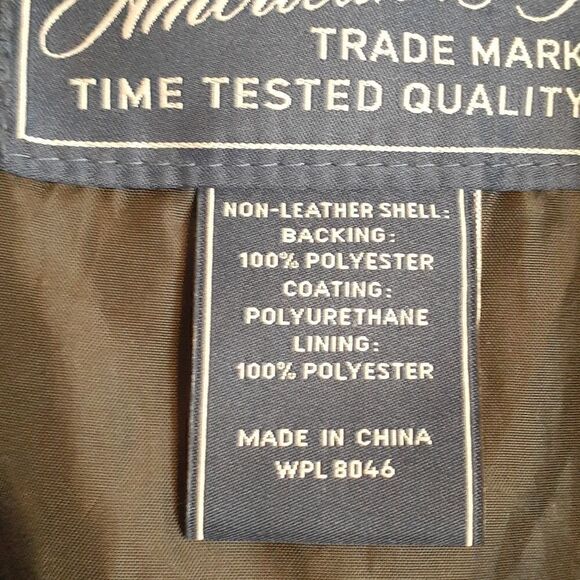 TRADE MARK
TIME TESTED QUALITY
NON-LEATHER SHELL:
BACKING:
100% POLYESTER
COATING:
POLYURETHANE
LINING:
100% POLYESTER
MADE IN CHINA
WPL 8046